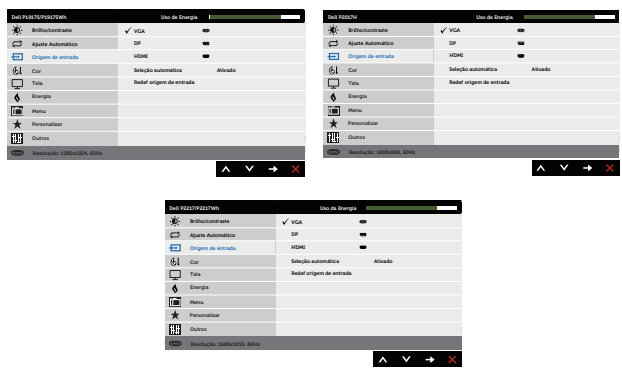 Dell P1917S/P1917SWh Uso de Energia
Brilho/contraste ✓ VGA
Ajuste Automático DP
Origem de entrada HDMI
Cor Seleção automática Ativado
Tela Redef origem de entrada
Energia
Menu
Personalizar
Outros
Resolução: 1280x1024, 60Hz
Dell P2017H Uso de Energia
Brilho/contraste ✓ VGA
Ajuste Automático DP
Origem de entrada HDMI
Cor Seleção automática Ativado
Tela Redef origem de entrada
Energia
Menu
Personalizar
Outros
Resolução: 1600x900, 60Hz
Dell P2217/P2217Wh Uso da Energia
Brilho/contraste ✓ VGA
Ajuste Automático DP
Origem de entrada HDMI
Cor Seleção automática Ativado
Tela Redef origem de entrada
Energia
Menu
Personalizar
Outros
Resolução: 1680x1050, 60Hz